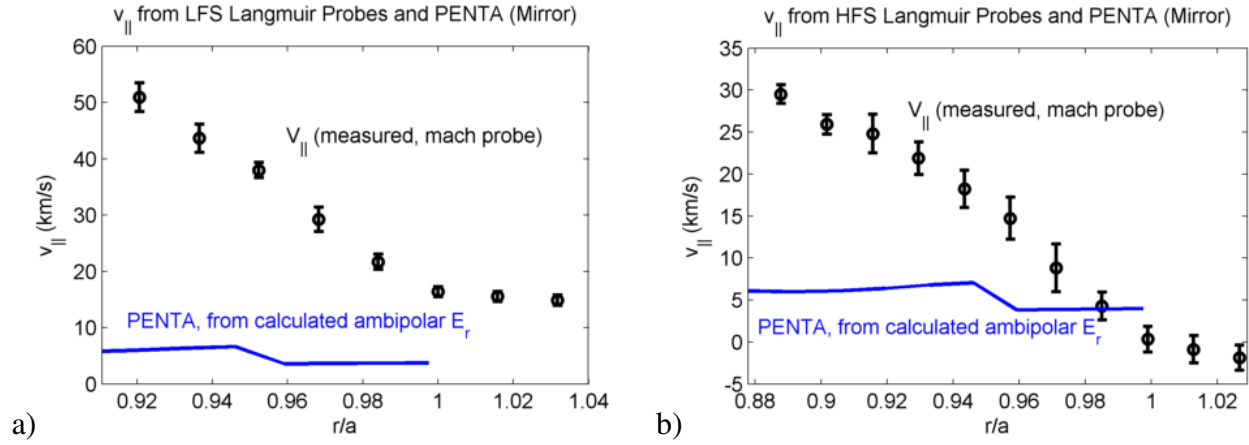 v|| from LFS Langmuir Probes and PENTA (Mirror)
60
50
40
30
20
10
0
v|| (km/s)
V|| (measured, mach probe)
PENTA, from calculated ambipolar Er
0.92 0.94 0.96 0.98 1 1.02 1.04
r/a
a)
v|| from HFS Langmuir Probes and PENTA (Mirror)
35
30
25
20
15
10
5
0
-5
v|| (km/s)
V|| (measured, mach probe)
PENTA, from calculated ambipolar Er
0.88 0.9 0.92 0.94 0.96 0.98 1 1.02
r/a
b)